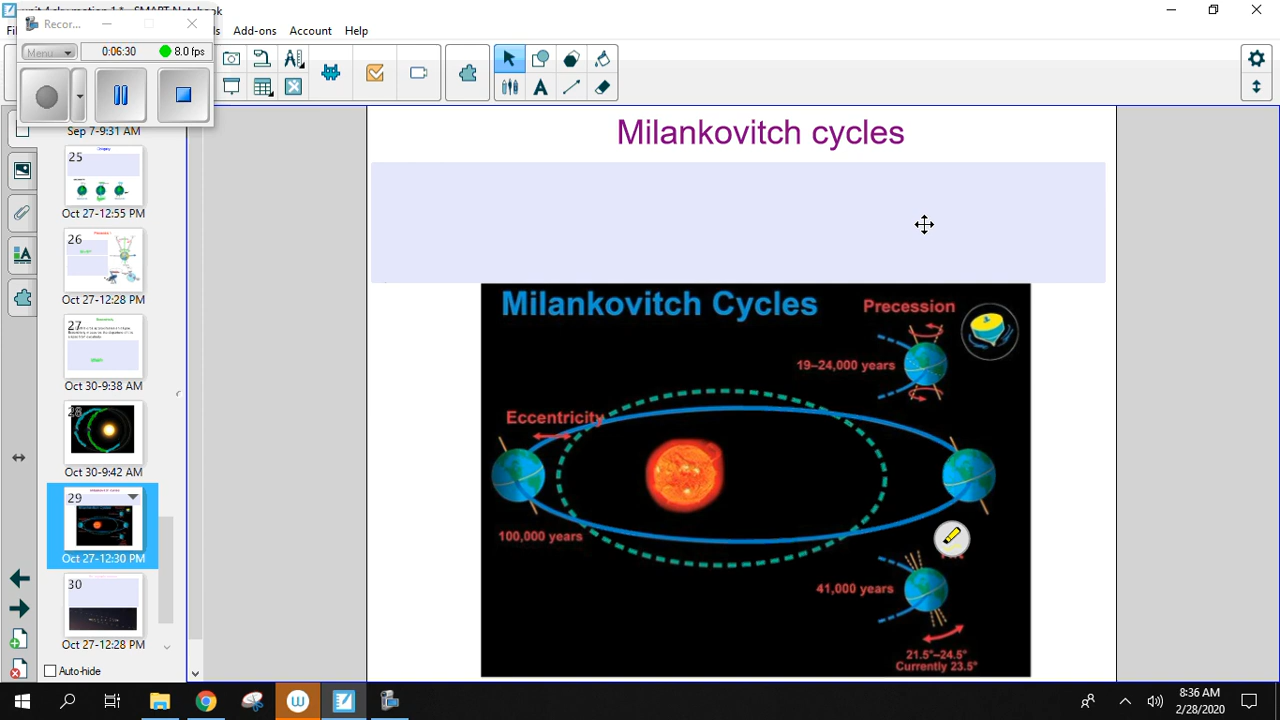 Recor...
SMART Notebook
Menu
0:06:30
8.0 fps
Add-ons
Account
Help
Sep 7-9:31 AM
25
Oct 27-12:55 PM
26
Oct 27-12:28 PM
27
Oct 30-9:38 AM
28
Oct 30-9:42 AM
29
Oct 27-12:30 PM
30
Oct 27-12:28 PM
Auto-hide
Milankovitch cycles
Milankovitch Cycles
Precession
19–24,000 years
Eccentricity
100,000 years
41,000 years
21.5°–24.5°
Currently 23.5°
8:36 AM
2/28/2020